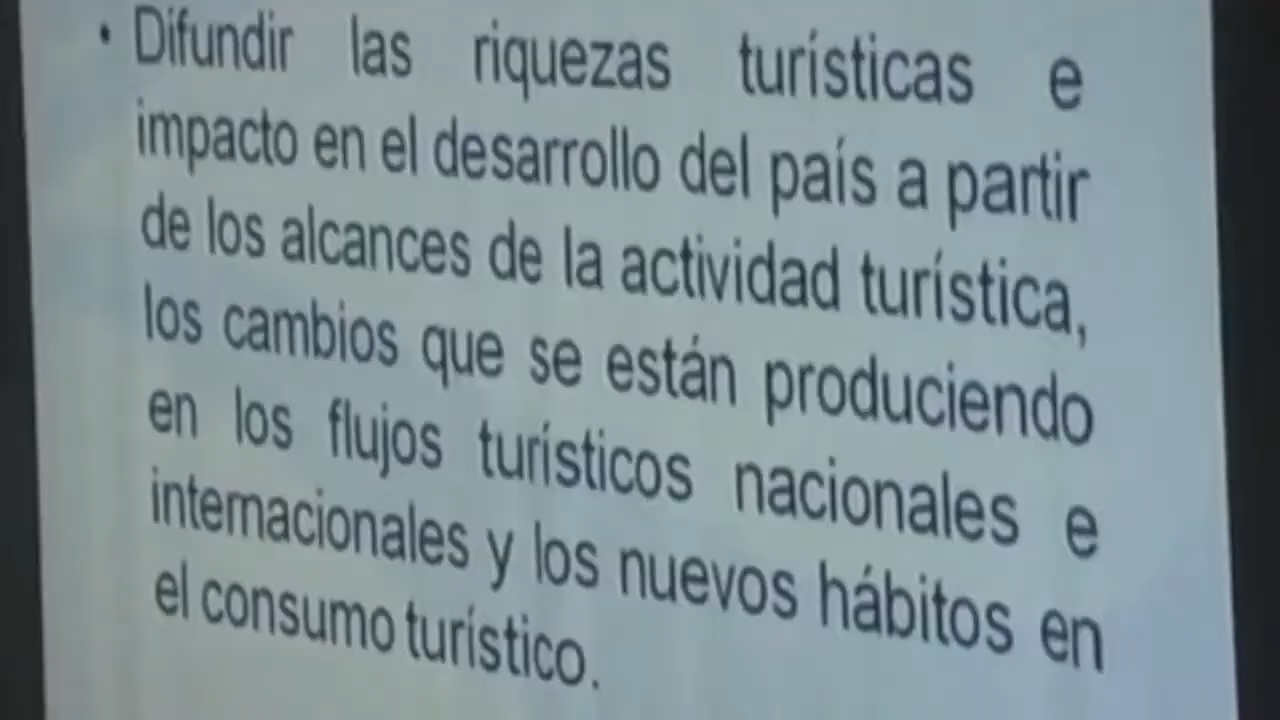 • Difundir las riquezas turísticas e
impacto en el desarrollo del país a partir
de los alcances de la actividad turística,
los cambios que se están produciendo
en los flujos turísticos nacionales e
internacionales y los nuevos hábitos en
el consumo turístico.